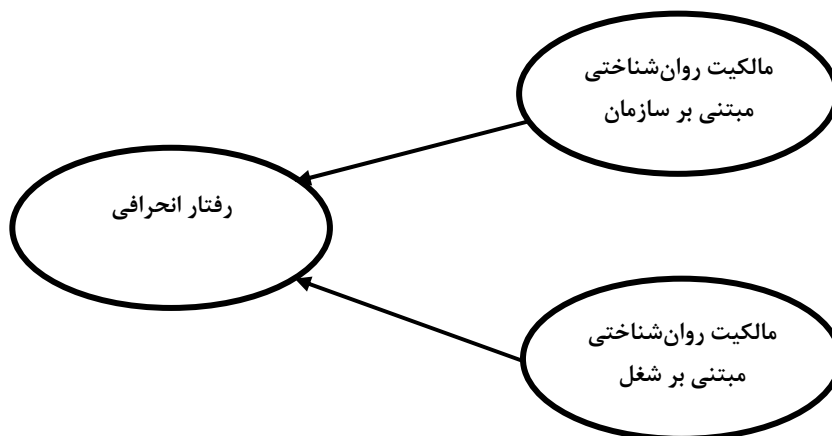 مالکیت روان‌شناختی
مبتنی بر سازمان
رفتار انحرافی
مالکیت روان‌شناختی
مبتنی بر شغل